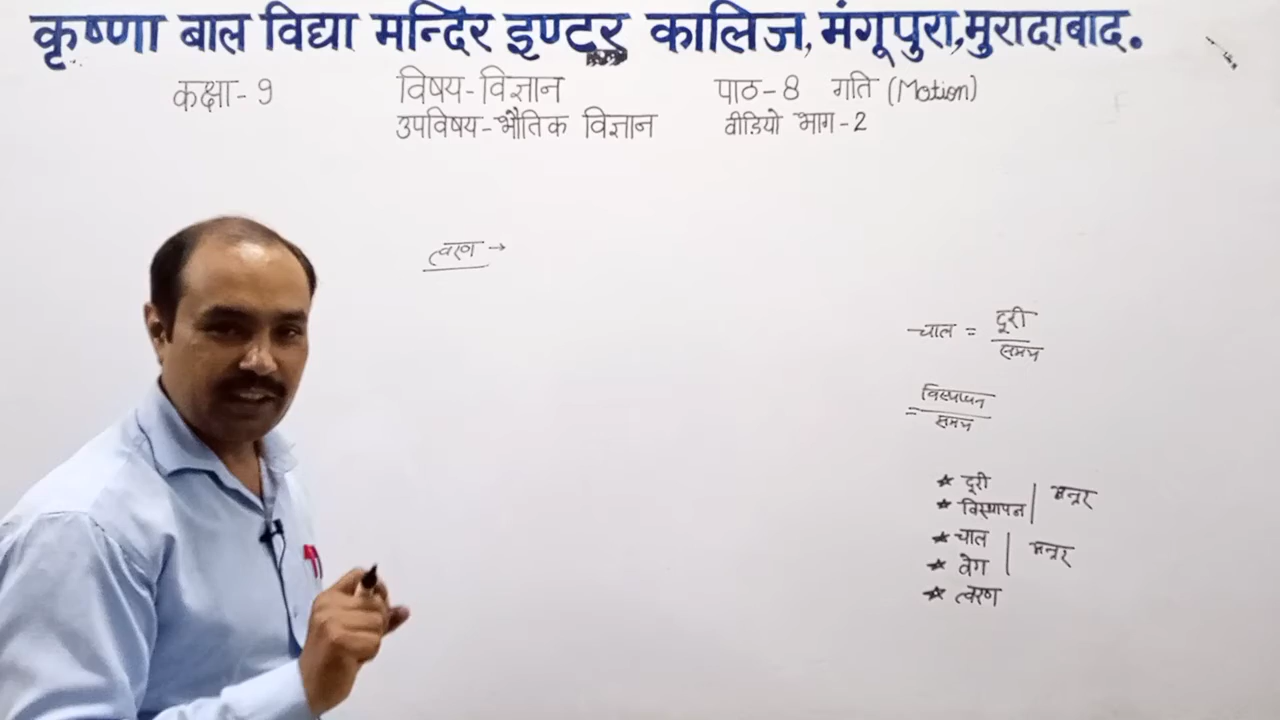 कृष्णा बाल विद्या मन्दिर इण्टर कालिज, मंगूपुरा,मुरादाबाद.
कक्षा-9 विषय-विज्ञान पाठ-8 गति (Motion)
उपविषय-भौतिक विज्ञान वीडियो भाग-2
त्वरण →
चाल = दूरी
समय
= विस्थापन
समय
★ दूरी
★ विस्थापन
★ चाल
★ वेग
★ त्वरण